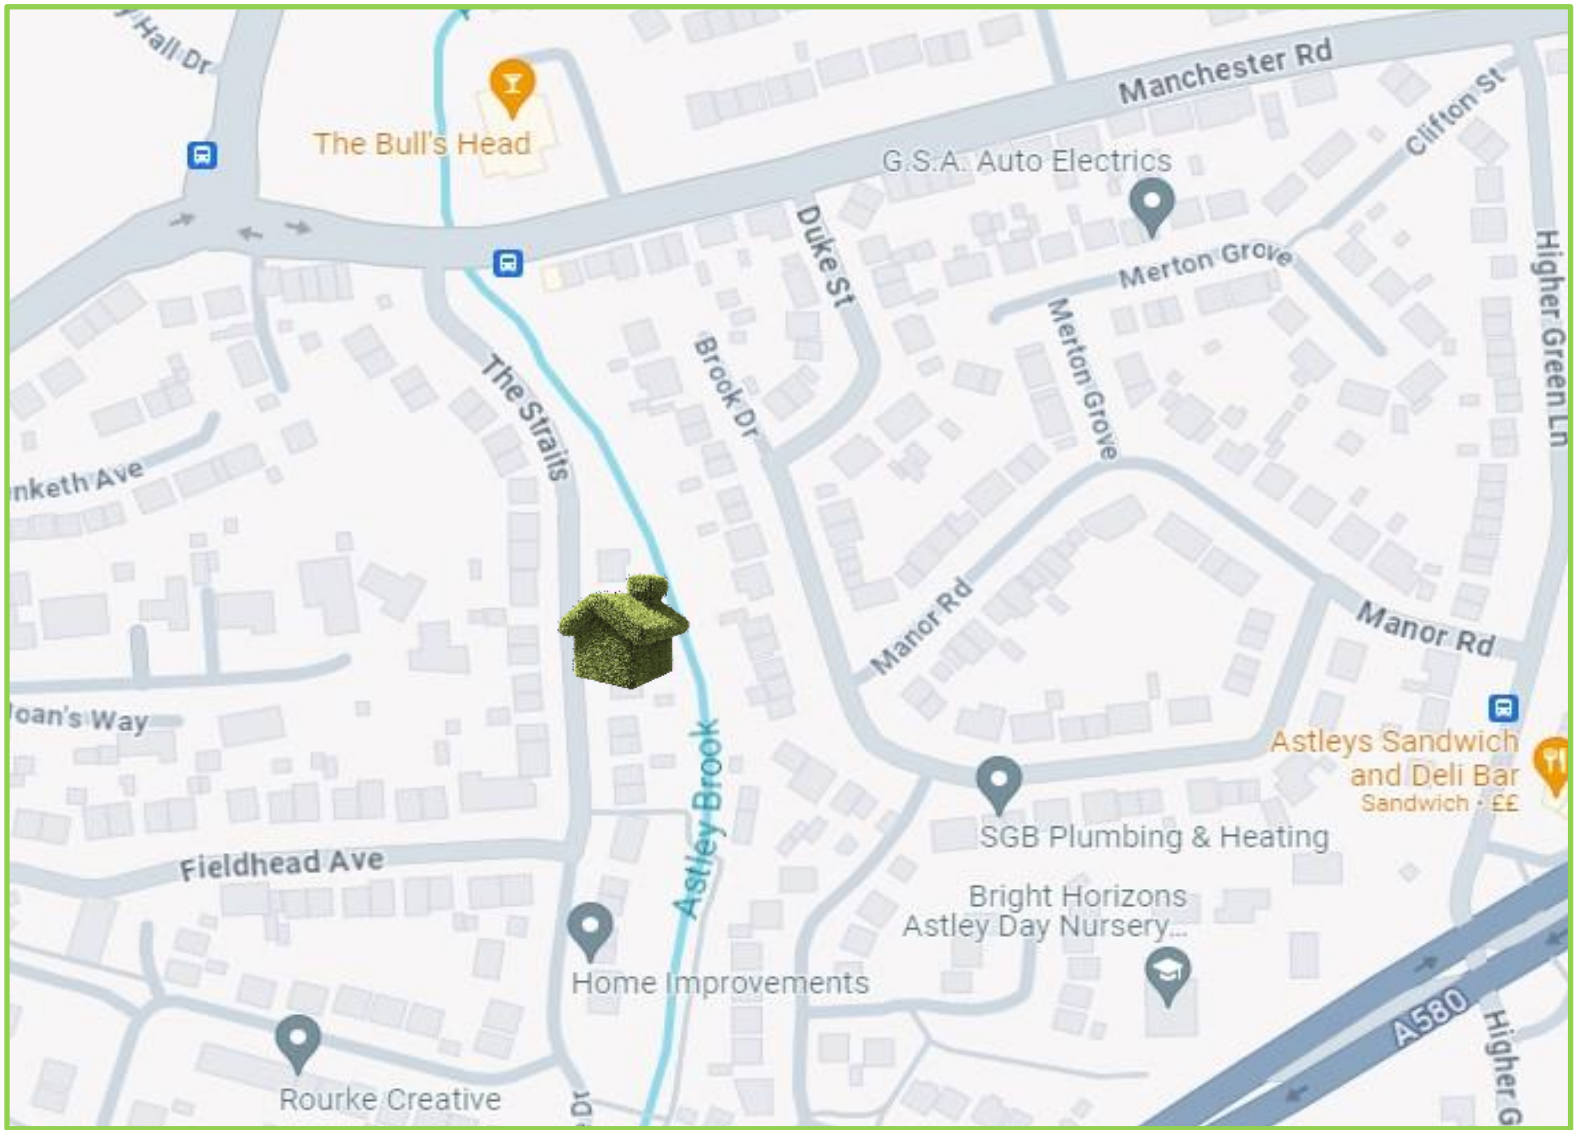 Hall Dr
Manchester Rd
Clifton St
The Bull's Head
G.S.A. Auto Electrics
Duke St
Merton Grove
Higher Green Ln
Merton Grove
Brook Dr
The Straits
nketh Ave
Manor Rd
Manor Rd
oan's Way
Astley Brook
Astleys Sandwich
and Deli Bar
Sandwich · ££
SGB Plumbing & Heating
Fieldhead Ave
Bright Horizons
Astley Day Nursery...
Home Improvements
A580
Higher G
Rourke Creative